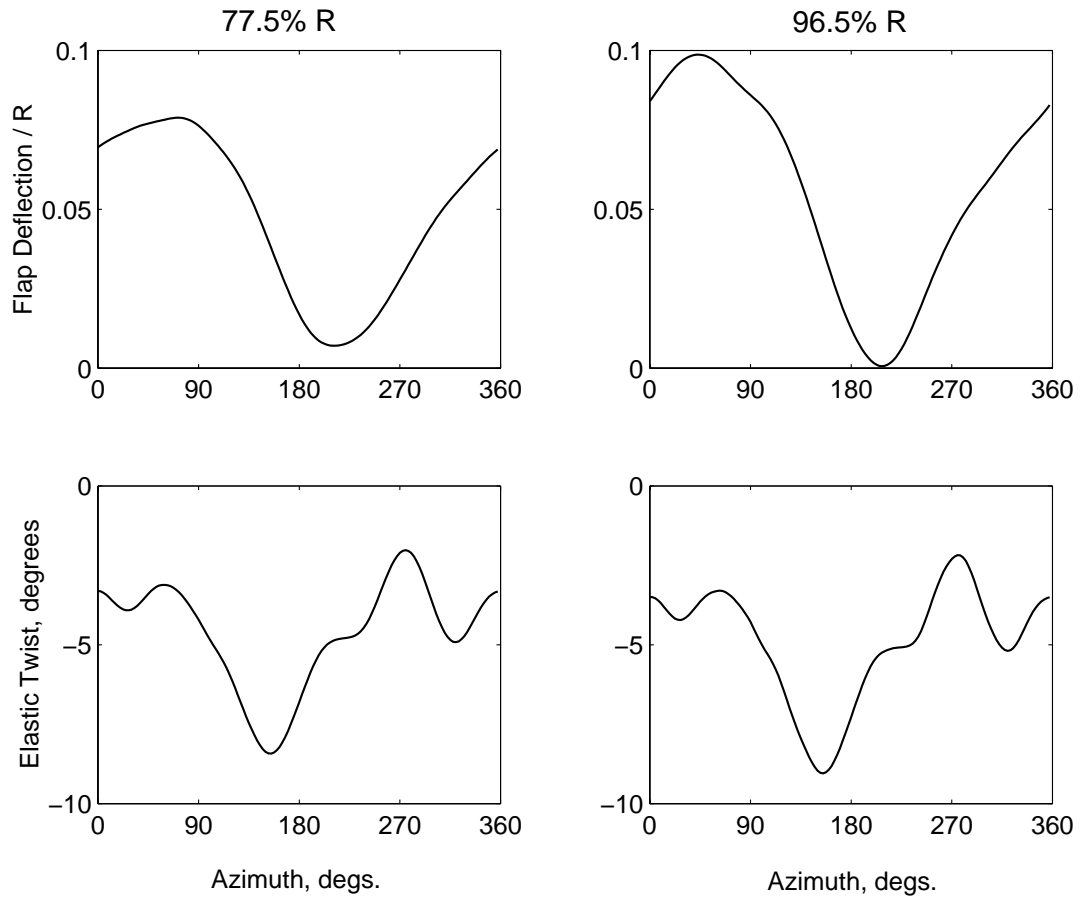 77.5% R
96.5% R
Flap Deflection / R
0.1
0.05
0
0 90 180 270 360
0.1
0.05
0
0 90 180 270 360
Elastic Twist, degrees
0
−5
−10
0 90 180 270 360
Azimuth, degs.
0
−5
−10
0 90 180 270 360
Azimuth, degs.